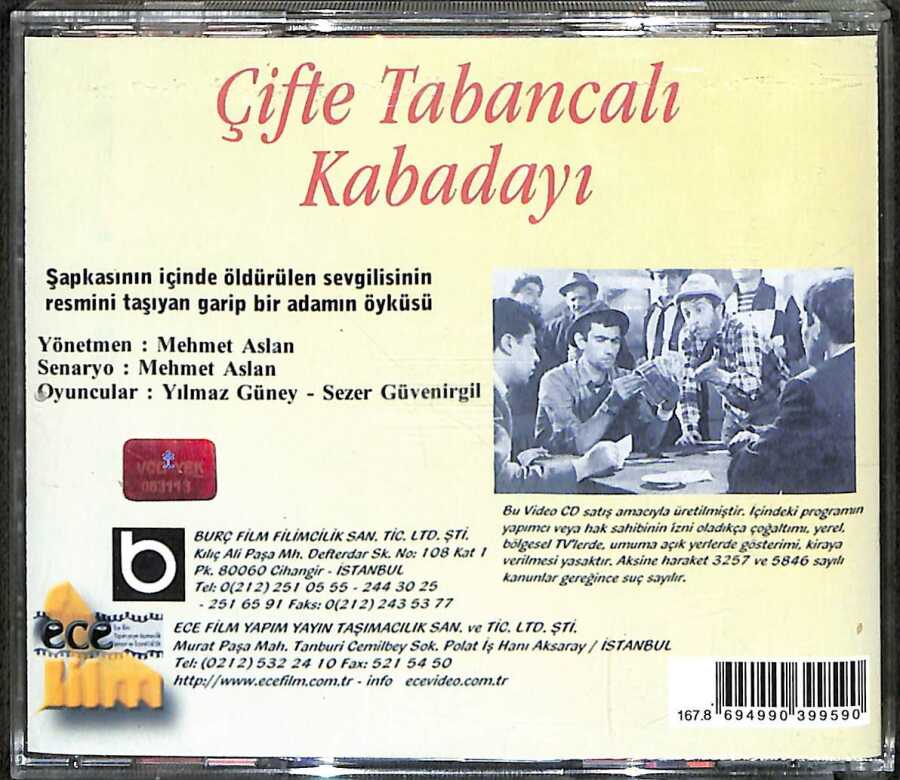 Çifte Tabancalı
Kabadayı
Şapkasının içinde öldürülen sevgilisinin
resmini taşıyan garip bir adamın öyküsü
Yönetmen : Mehmet Aslan
Senaryo : Mehmet Aslan
Oyuncular : Yılmaz Güney - Sezer Güvenirgil
083113
Bu Video CD satış amacıyla üretilmiştir. İçindeki programın
yapımcı veya hak sahibinin izni oladıkça çoğaltımı, yerel,
bölgesel TV'lerde, umuma açık yerlerde gösterimi, kiraya
verilmesi yasaktır. Aksine haraket 3257 ve 5846 sayılı
kanunlar gereğince suç sayılır.
b
BURÇ FİLM FİLİMCİLİK SAN. TİC. LTD. ŞTİ.
Kılıç Ali Paşa Mh. Defterdar Sk. No: 108 Kat 1
Pk. 80060 Cihangir - İSTANBUL
Tel: 0(212) 251 05 55 - 244 30 25
- 251 65 91 Faks: 0(212) 243 53 77
ece
film
ECE FİLM YAPIM YAYIN TAŞIMACILIK SAN. ve TİC. LTD. ŞTİ.
Murat Paşa Mah. Tanburi Cemilbey Sok. Polat İş Hanı Aksaray / İSTANBUL
Tel: (0212) 532 24 10 Fax: 521 54 50
http://www.ecefilm.com.tr - info ecevideo.com.tr
167.8 694990 399590